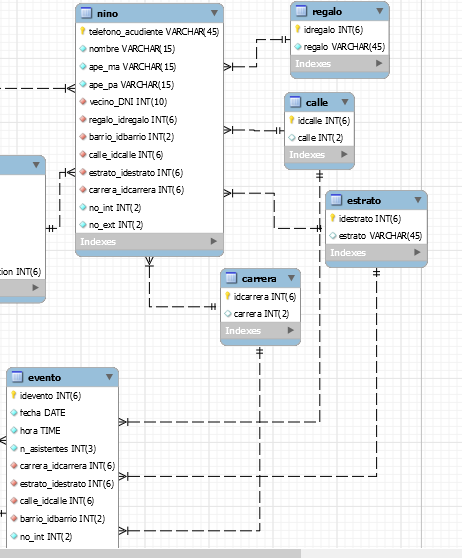 nino
telefono_acudiente VARCHAR(45)
nombre VARCHAR(15)
ape_ma VARCHAR(15)
ape_pa VARCHAR(15)
vecino_DNI INT(10)
regalo_idregalo INT(6)
barrio_idbarrio INT(2)
calle_idcalle INT(6)
estrato_idestrato INT(6)
carrera_idcarrera INT(6)
no_int INT(2)
no_ext INT(2)
Indexes
regalo
idregalo INT(6)
regalo VARCHAR(45)
Indexes
calle
idcalle INT(6)
calle INT(2)
Indexes
estrato
idestrato INT(6)
estrato VARCHAR(45)
Indexes
tion INT(6)
carrera
idcarrera INT(6)
carrera INT(2)
Indexes
evento
idevento INT(6)
fecha DATE
hora TIME
n_asistentes INT(3)
carrera_idcarrera INT(6)
estrato_idestrato INT(6)
calle_idcalle INT(6)
barrio_idbarrio INT(2)
no_int INT(2)